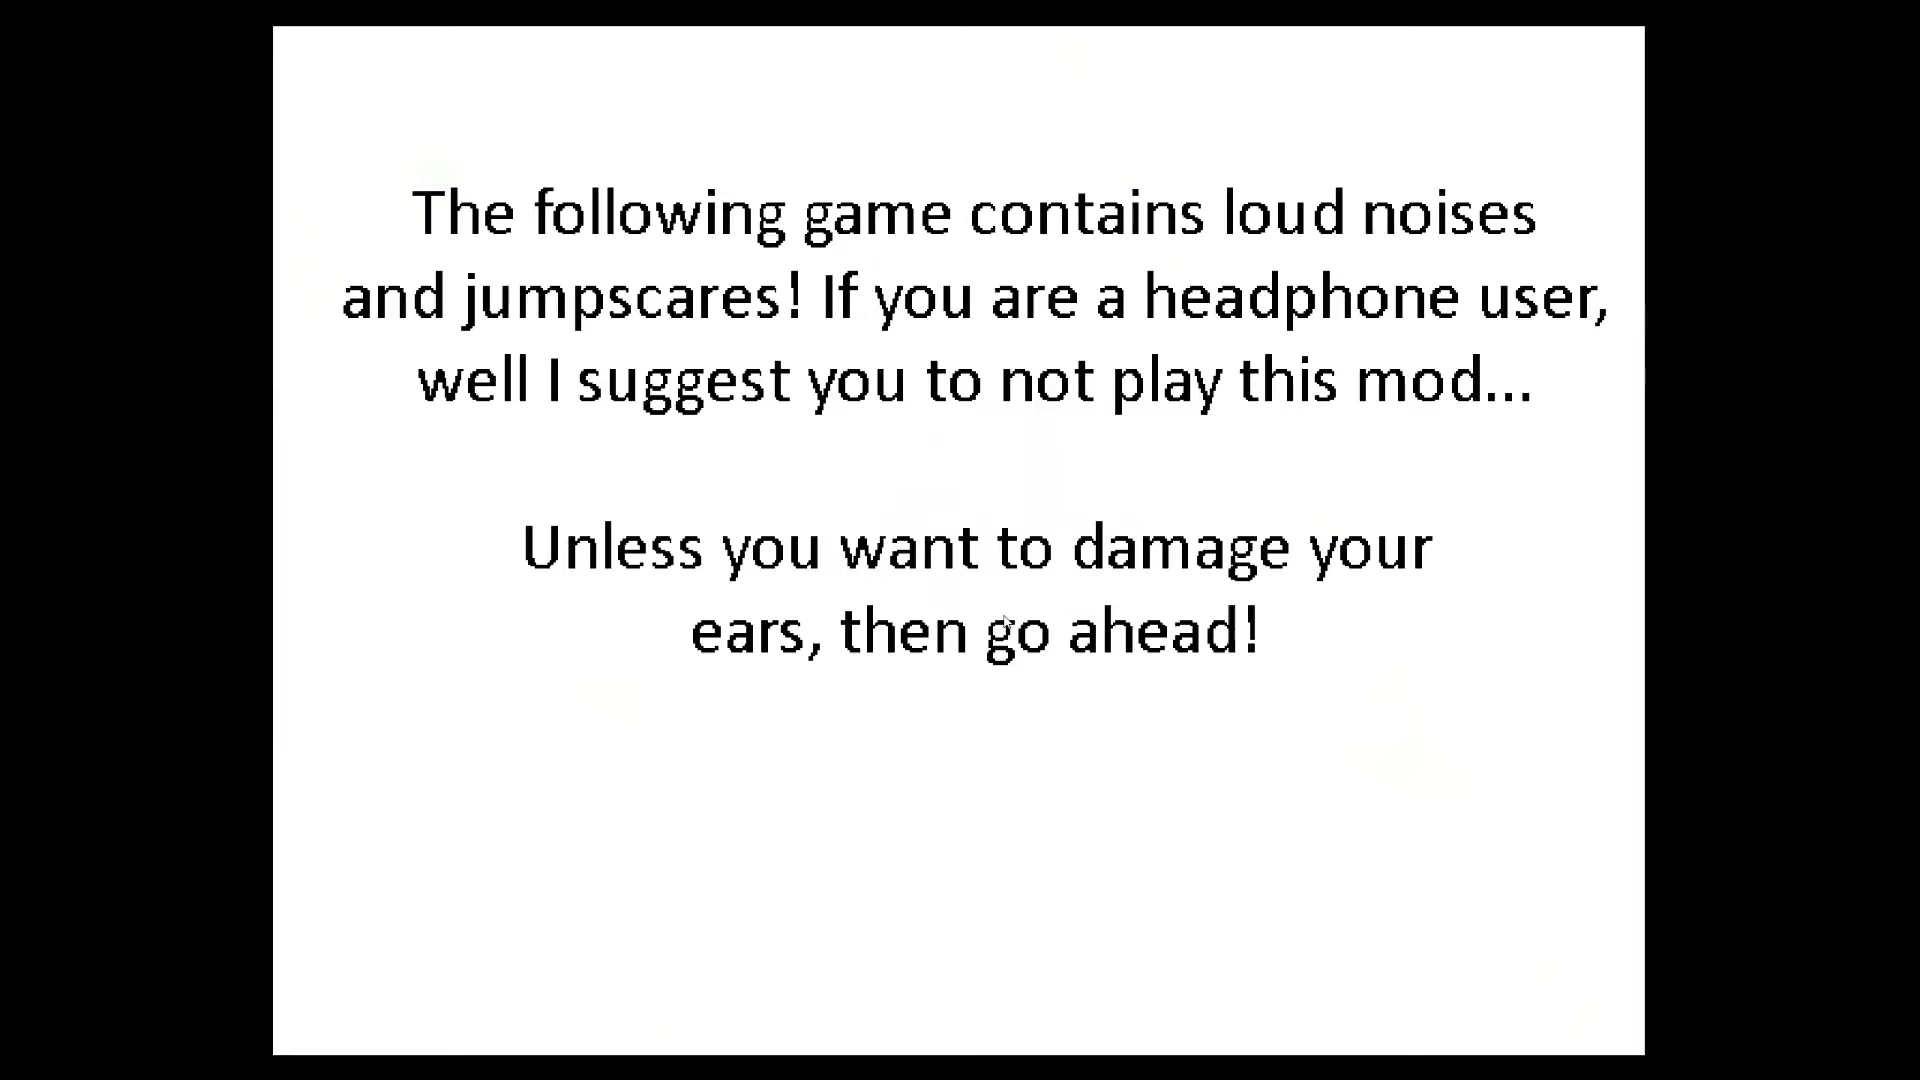 The following game contains loud noises
and jumpscares! If you are a headphone user,
well I suggest you to not play this mod...
Unless you want to damage your
ears, then go ahead!